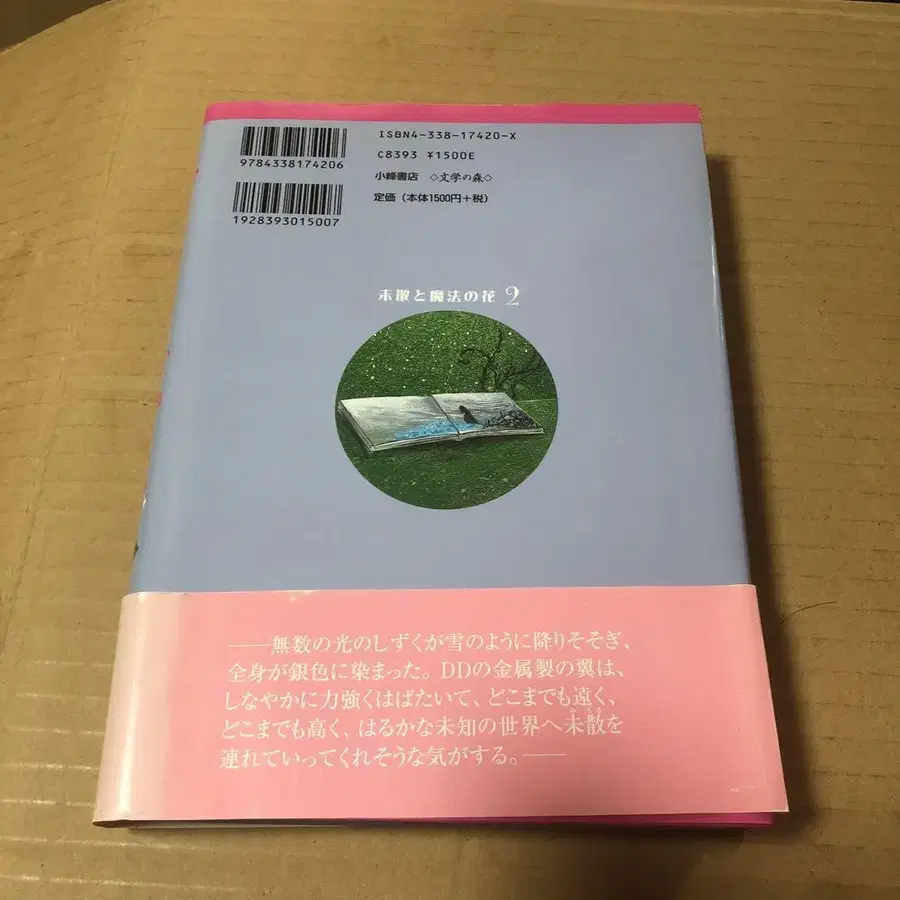 ISBN4-338-17420-X
9784338174206
C8393 ¥1500E
小峰書店 ◇文学の森◇
1928393015007
定価(本体1500円+税)
未散と魔法の花 2
──無数の光のしずくが雪のように降りそそぎ、
全身が銀色に染まった。DDの金属製の翼は、
しなやかに力強くはばたいて、どこまでも遠く、
どこまでも高く、はるかな未知の世界へ未散を
連れていってくれそうな気がする。──